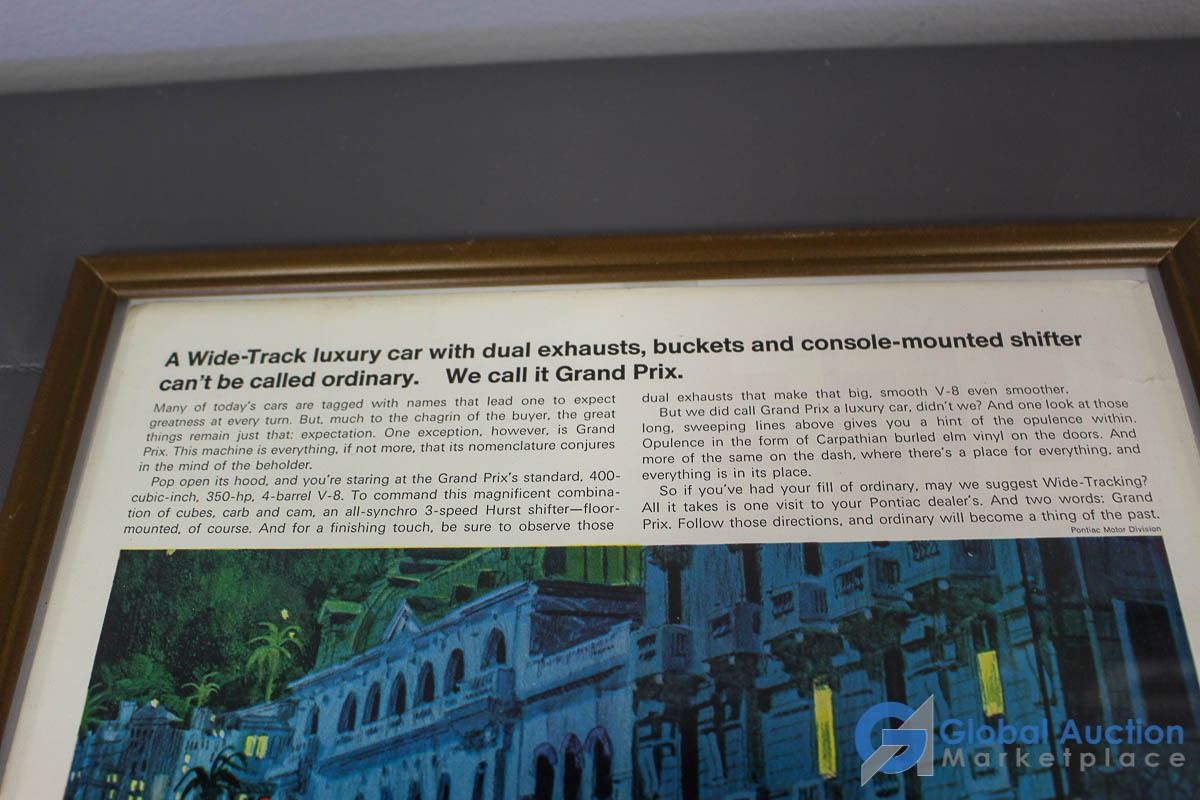 A Wide-Track luxury car with dual exhausts, buckets and console-mounted shifter
can't be called ordinary. We call it Grand Prix.
Many of today's cars are tagged with names that lead one to expect
greatness at every turn. But, much to the chagrin of the buyer, the great
things remain just that: expectation. One exception, however, is Grand
Prix. This machine is everything, if not more, that its nomenclature conjures
in the mind of the beholder.
Pop open its hood, and you're staring at the Grand Prix's standard, 400-
cubic-inch, 350-hp, 4-barrel V-8. To command this magnificent combina-
tion of cubes, carb and cam, an all-synchro 3-speed Hurst shifter—floor-
mounted, of course. And for a finishing touch, be sure to observe those
dual exhausts that make that big, smooth V-8 even smoother.
But we did call Grand Prix a luxury car, didn't we? And one look at those
long, sweeping lines above gives you a hint of the opulence within.
Opulence in the form of Carpathian burled elm vinyl on the doors. And
more of the same on the dash, where there's a place for everything, and
everything is in its place.
So if you've had your fill of ordinary, may we suggest Wide-Tracking?
All it takes is one visit to your Pontiac dealer's. And two words: Grand
Prix. Follow those directions, and ordinary will become a thing of the past.
Pontiac Motor Division
Global Auction
Marketplace